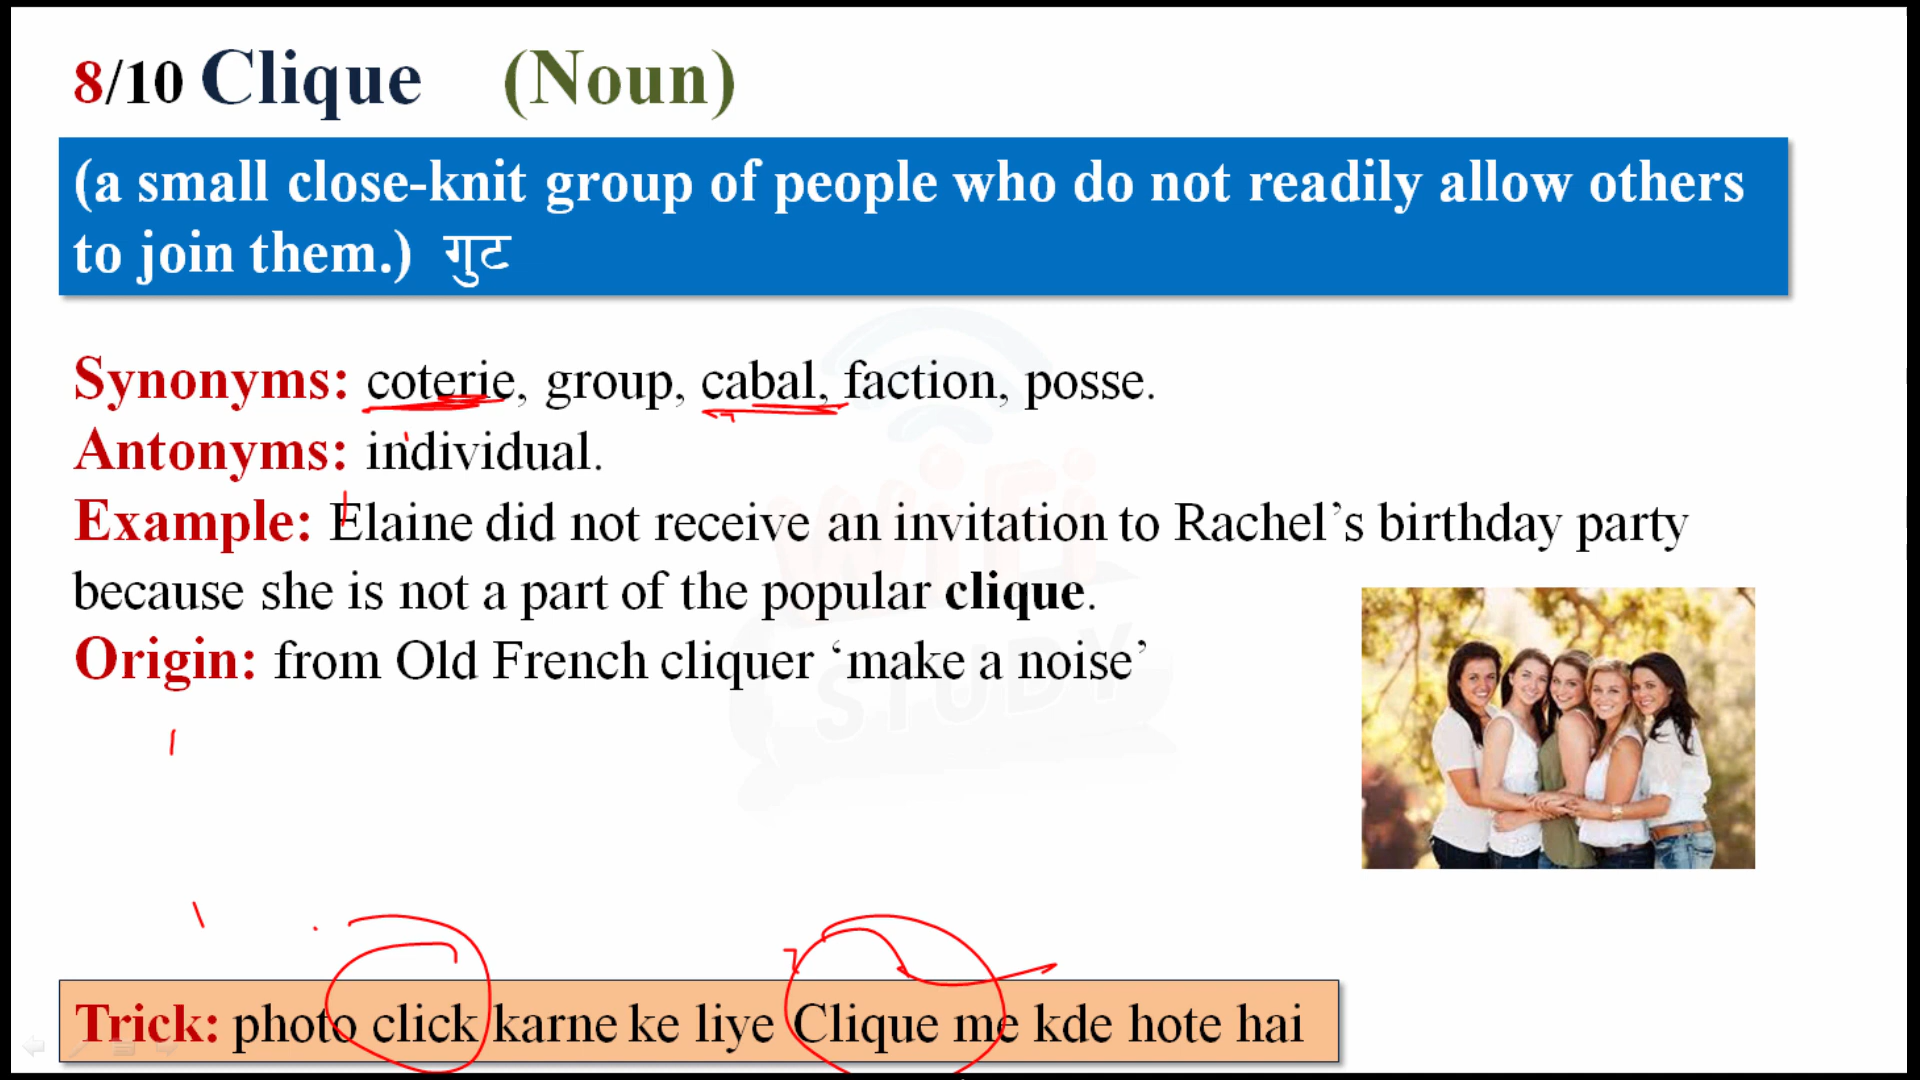 8/10 Clique (Noun)
(a small close-knit group of people who do not readily allow others
to join them.) गुट
Synonyms: coterie, group, cabal, faction, posse.
Antonyms: individual.
Example: Elaine did not receive an invitation to Rachel’s birthday party
because she is not a part of the popular clique.
Origin: from Old French cliquer ‘make a noise’
WiFi
STUDY
Trick: photo click karne ke liye Clique me kde hote hai